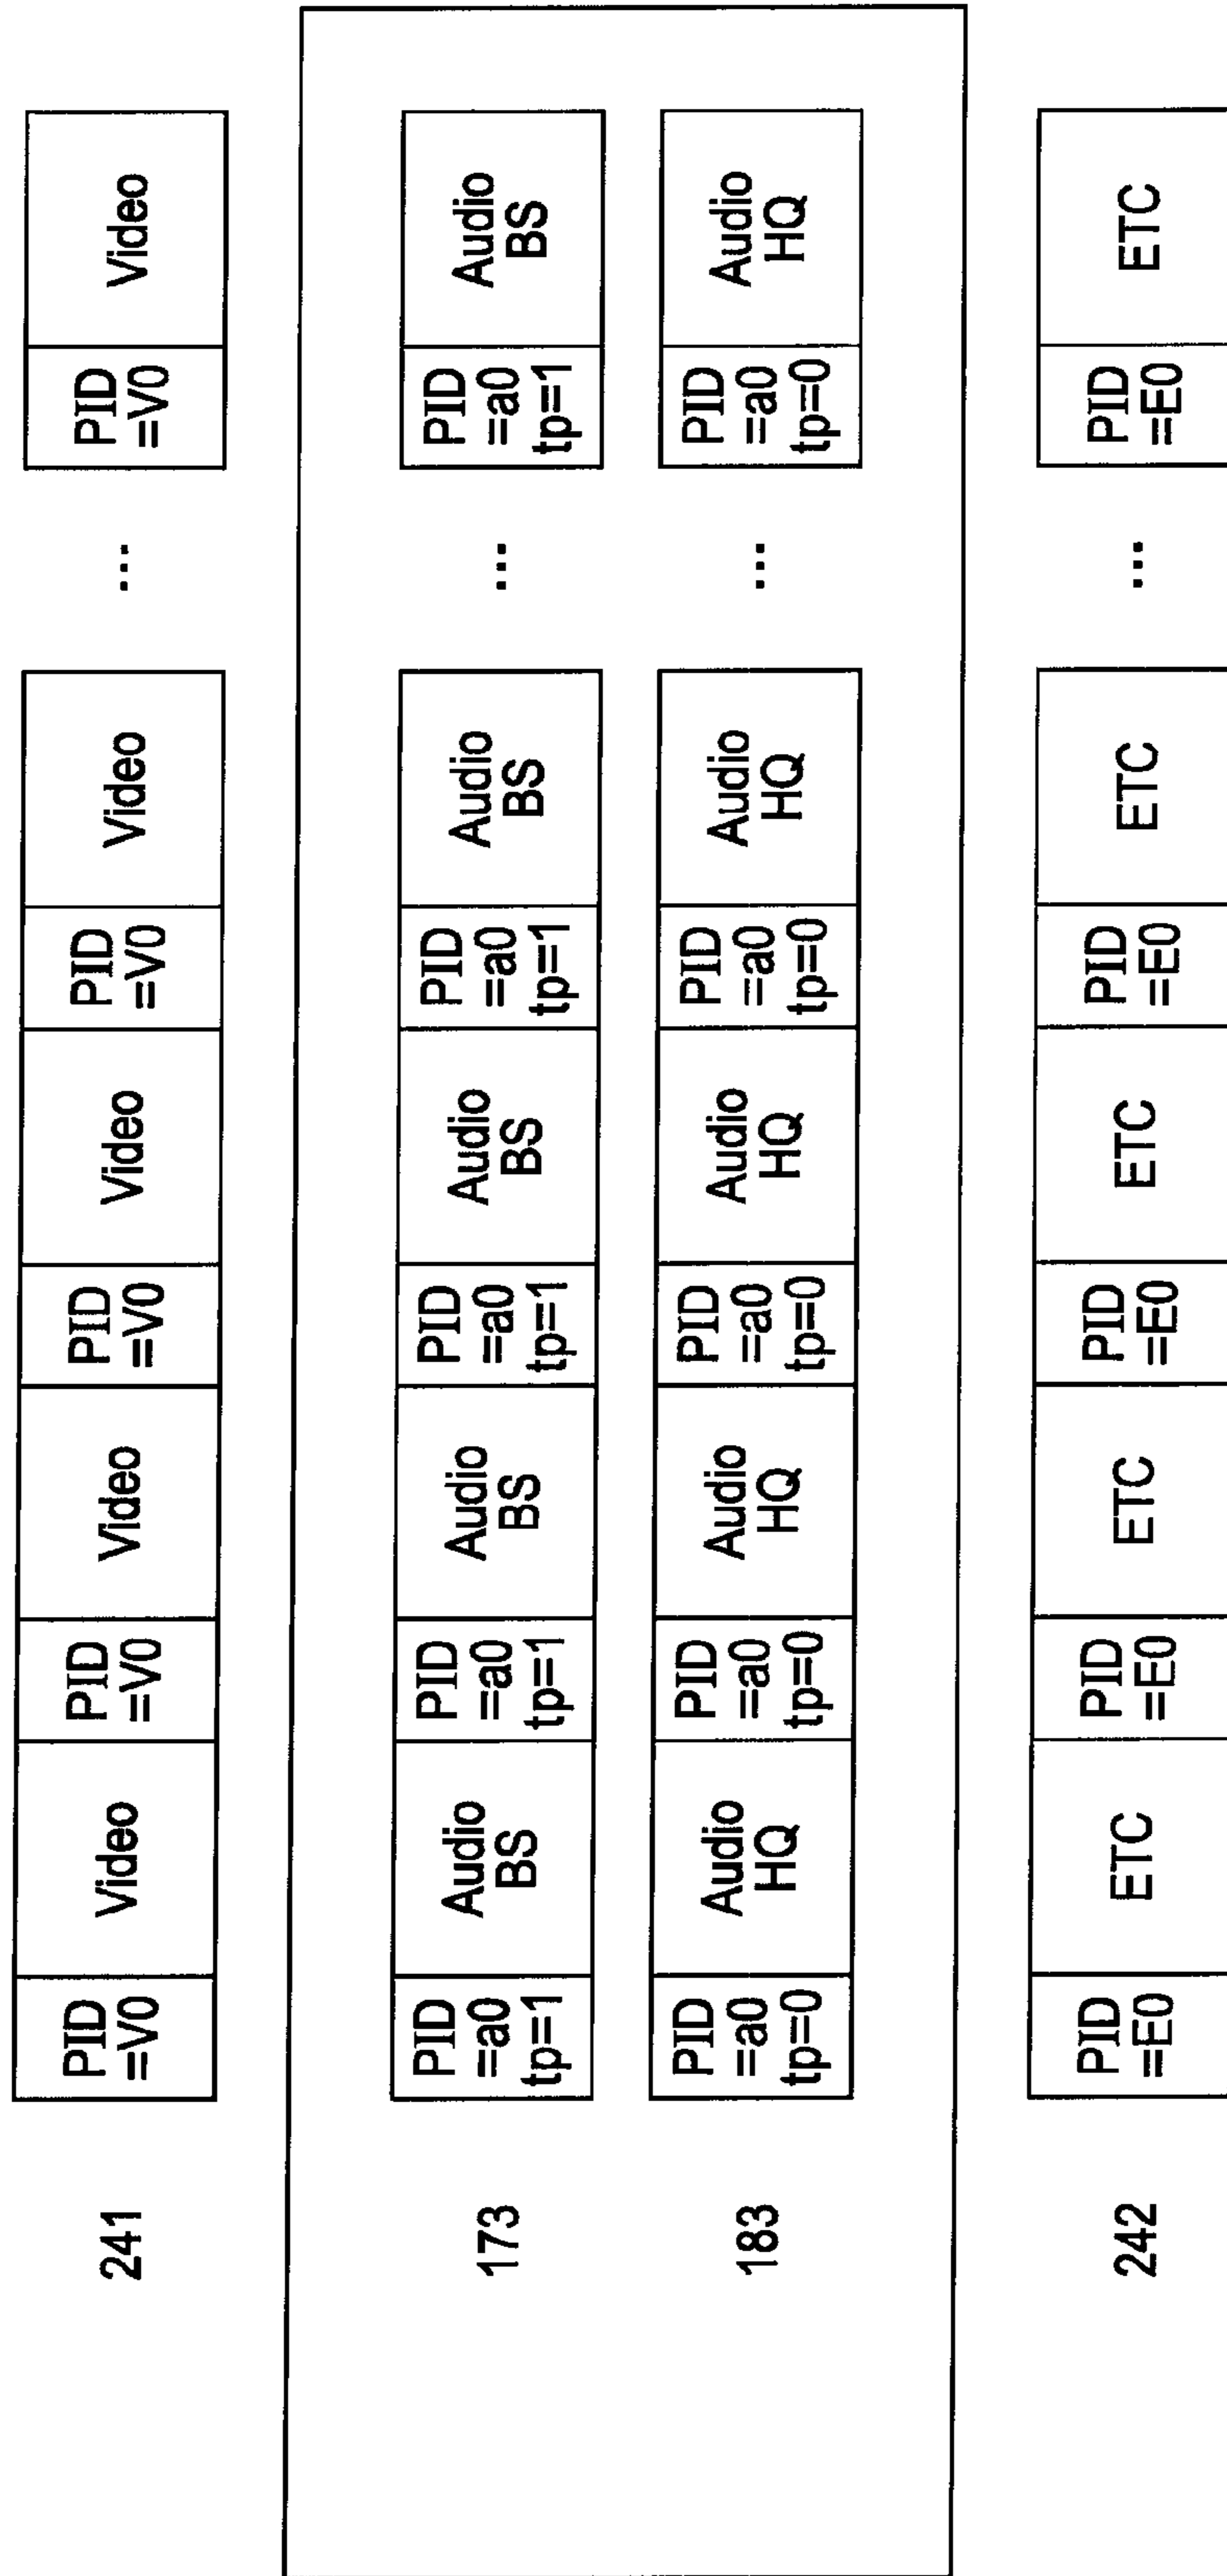 241
PID
=V0
Video
PID
=V0
Video
PID
=V0
Video
PID
=V0
Video
...
PID
=V0
Video
173
PID
=a0
tp=1
Audio
BS
PID
=a0
tp=1
Audio
BS
PID
=a0
tp=1
Audio
BS
PID
=a0
tp=1
Audio
BS
...
PID
=a0
tp=1
Audio
BS
183
PID
=a0
tp=0
Audio
HQ
PID
=a0
tp=0
Audio
HQ
PID
=a0
tp=0
Audio
HQ
PID
=a0
tp=0
Audio
HQ
...
PID
=a0
tp=0
Audio
HQ
242
PID
=E0
ETC
PID
=E0
ETC
PID
=E0
ETC
PID
=E0
ETC
...
PID
=E0
ETC